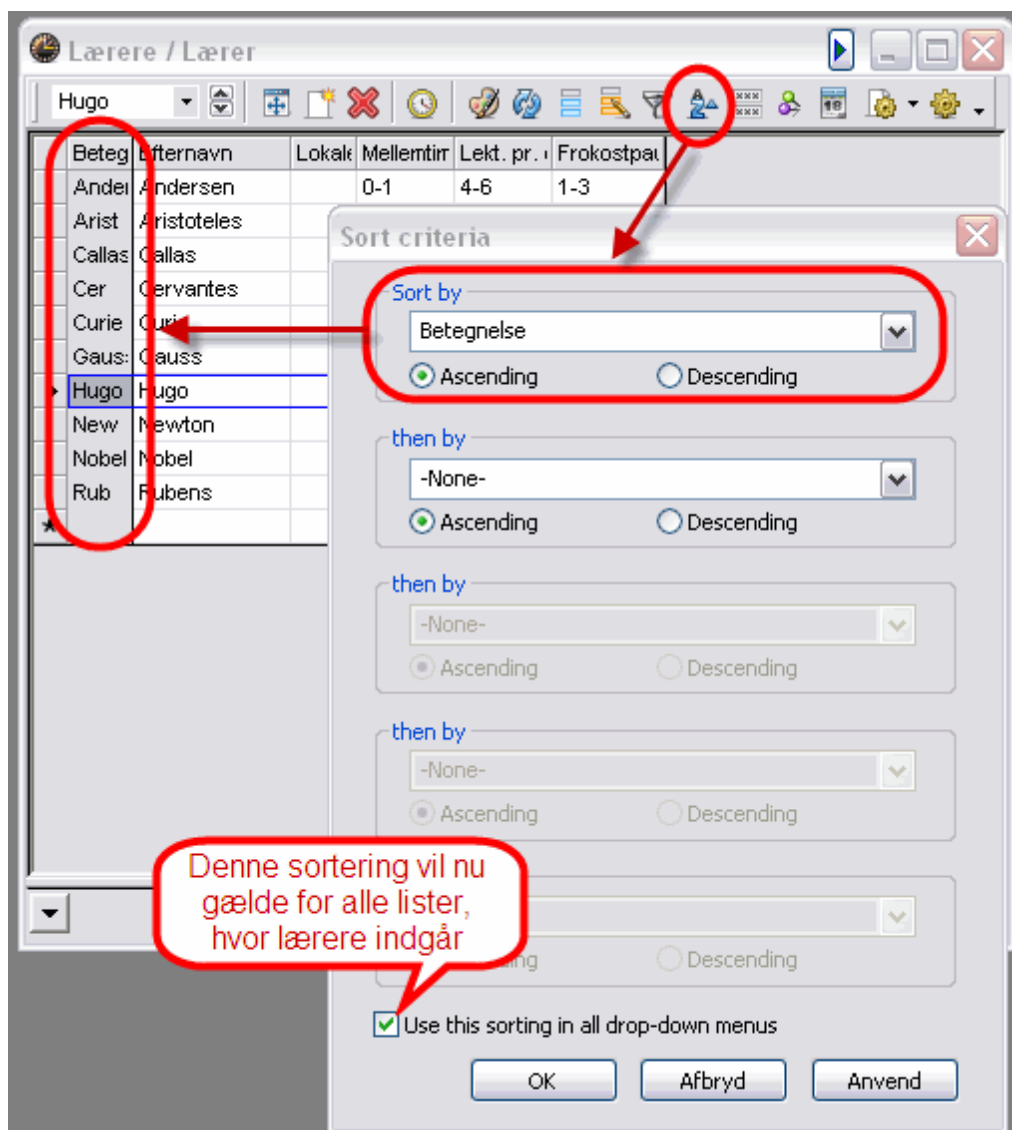 Lærere / Lærer
Hugo
Beteg Efternavn Lokale Mellemtim Lekt. pr. Frokostpau
Ander Andersen 0-1 4-6 1-3
Arist Aristoteles
Callas Callas
Cer Cervantes
Curie Curie
Gaus Gauss
Hugo Hugo
New Newton
Nobel Nobel
Rub Rubens
Sort criteria
Sort by
Betegnelse
Ascending Descending
then by
-None-
Ascending Descending
then by
-None-
Ascending Descending
then by
-None-
Ascending Descending
Denne sortering vil nu
gælde for alle lister,
hvor lærere indgår
Descending
Use this sorting in all drop-down menus
OK Afbryd Anvend